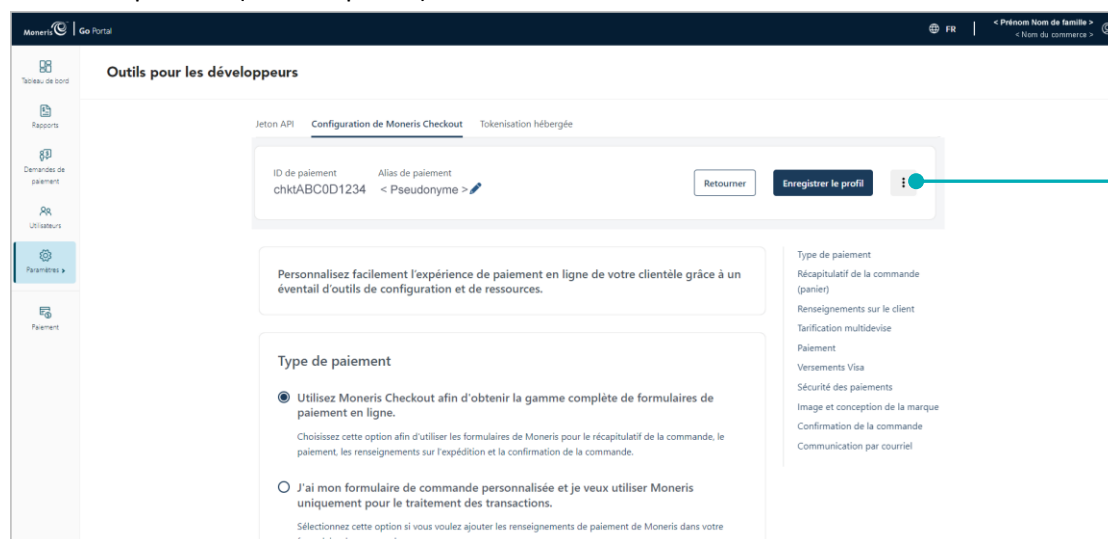 Moneris Go Portal
FR
< Prénom Nom de famille >
< Nom du commerce >
Tableau de bord
Rapports
Demandes de
paiement
Utilisateurs
Paramètres
Paiement
Outils pour les développeurs
Jeton API Configuration de Moneris Checkout Tokenisation hébergée
ID de paiement Alias de paiement
chktABC0D1234 < Pseudonyme >
Retourner Enregistrer le profil
Personnalisez facilement l'expérience de paiement en ligne de votre clientèle grâce à un
éventail d'outils de configuration et de ressources.
Type de paiement
Utilisez Moneris Checkout afin d'obtenir la gamme complète de formulaires de
paiement en ligne.
Choisissez cette option afin d'utiliser les formulaires de Moneris pour le récapitulatif de la commande, le
paiement, les renseignements sur l'expédition et la confirmation de la commande.
J'ai mon formulaire de commande personnalisée et je veux utiliser Moneris
uniquement pour le traitement des transactions.
Sélectionnez cette option si vous voulez ajouter les renseignements de paiement de Moneris dans votre
Type de paiement
Récapitulatif de la commande
(panier)
Renseignements sur le client
Tarification multidevise
Paiement
Versements Visa
Sécurité des paiements
Image et conception de la marque
Confirmation de la commande
Communication par courriel